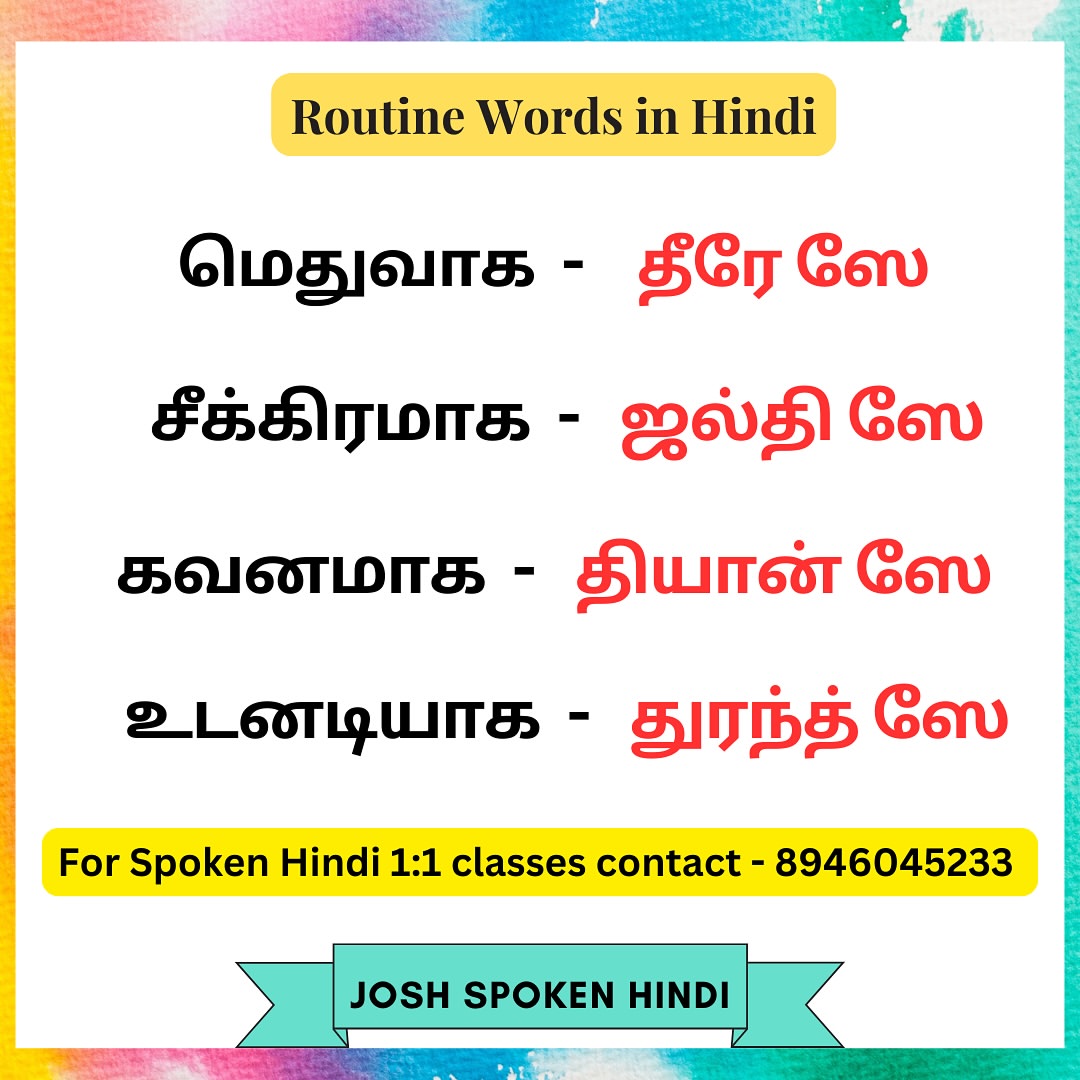 Routine Words in Hindi
மெதுவாக - தீரே ஸே
சீக்கிரமாக - ஜல்தி ஸே
கவனமாக - தியான் ஸே
உடனடியாக - துரந்த் ஸே
For Spoken Hindi 1:1 classes contact - 8946045233
JOSH SPOKEN HINDI